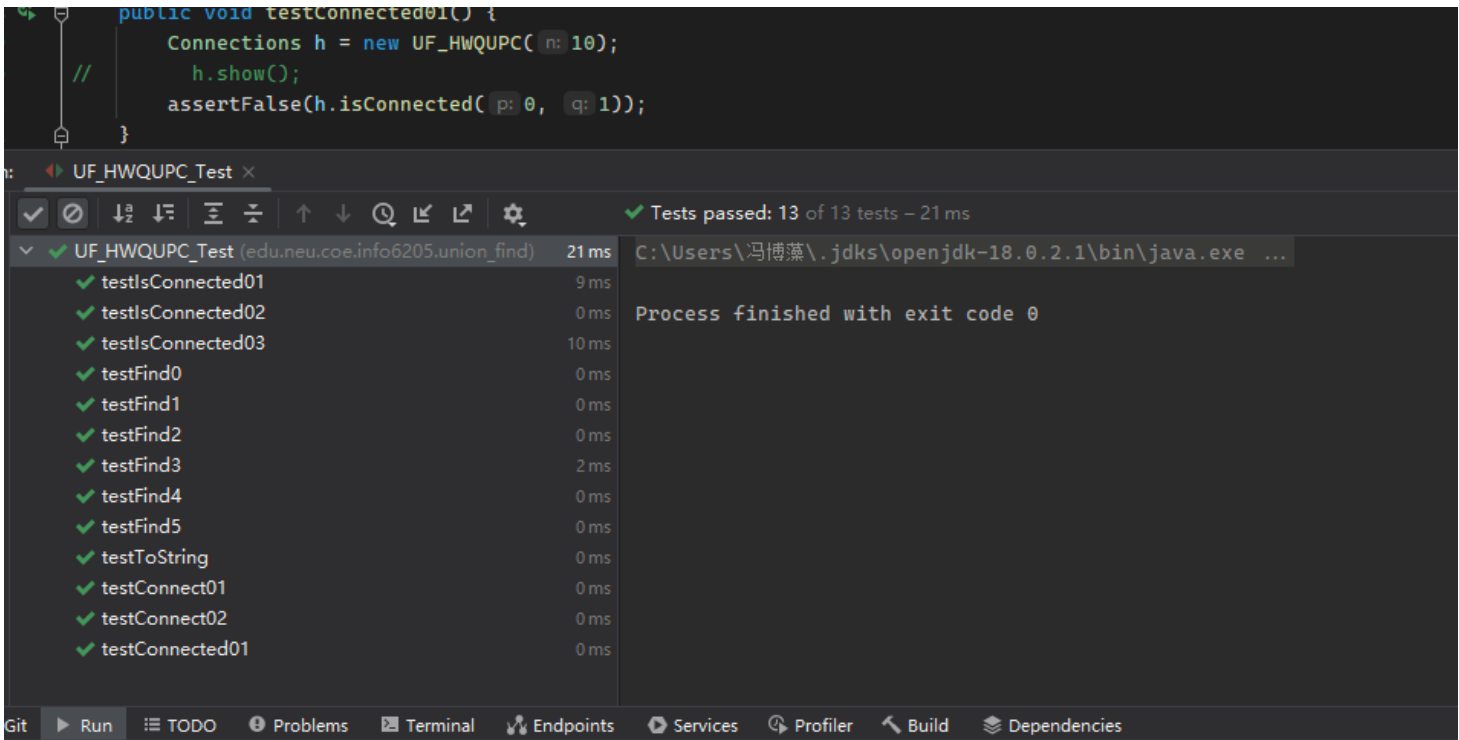 public void testConnected01() {
Connections h = new UF_HWQUPC( n: 10);
// h.show();
assertFalse(h.isConnected( p: 0, q: 1));
}
n: UF_HWQUPC_Test ×
Tests passed: 13 of 13 tests – 21 ms
UF_HWQUPC_Test (edu.neu.coe.info6205.union_find) 21 ms C:\Users\冯博藻\.jdks\openjdk-18.0.2.1\bin\java.exe ...
testIsConnected01 9 ms
testIsConnected02 0 ms Process finished with exit code 0
testIsConnected03 10 ms
testFind0 0 ms
testFind1 0 ms
testFind2 0 ms
testFind3 2 ms
testFind4 0 ms
testFind5 0 ms
testToString 0 ms
testConnect01 0 ms
testConnect02 0 ms
testConnected01 0 ms
Git Run TODO Problems Terminal Endpoints Services Profiler Build Dependencies